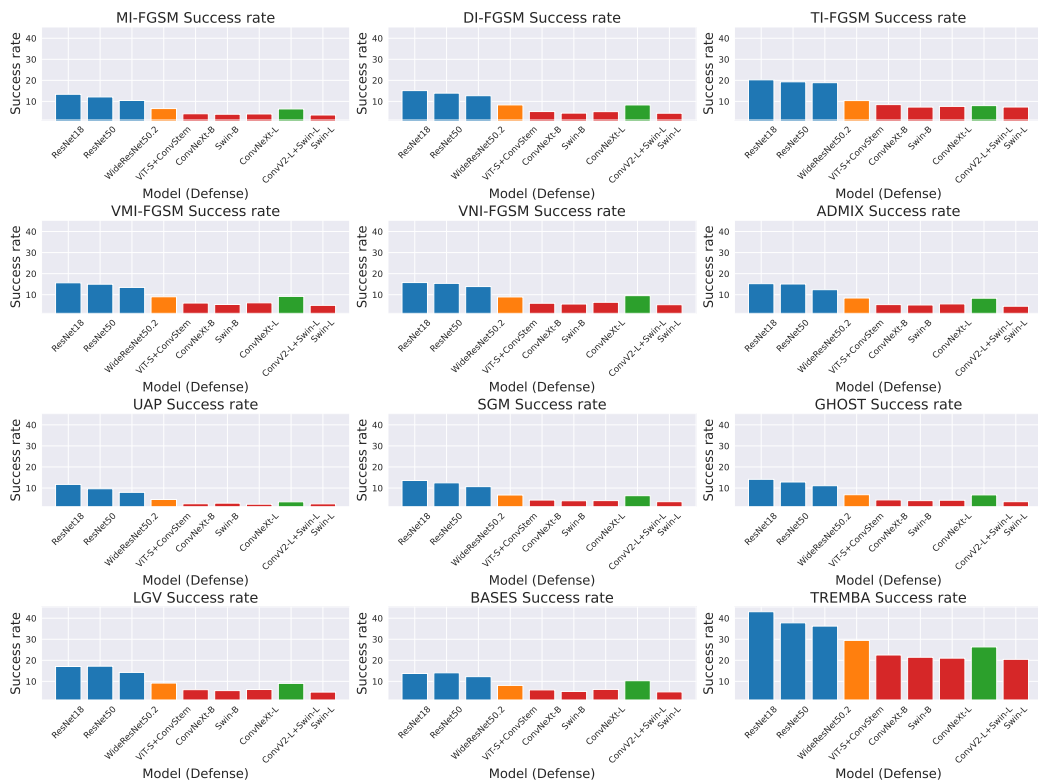 MI-FGSM Success rate
DI-FGSM Success rate
TI-FGSM Success rate
Success rate
40
30
20
10
ResNet18
ResNet50
WideResNet50.2
ViT-S+ConvStem
ConvNeXt-B
Swin-B
ConvNeXt-L
ConvV2-L+Swin-L
Swin-L
Model (Defense)
Success rate
40
30
20
10
ResNet18
ResNet50
WideResNet50.2
ViT-S+ConvStem
ConvNeXt-B
Swin-B
ConvNeXt-L
ConvV2-L+Swin-L
Swin-L
Model (Defense)
Success rate
40
30
20
10
ResNet18
ResNet50
WideResNet50.2
ViT-S+ConvStem
ConvNeXt-B
Swin-B
ConvNeXt-L
ConvV2-L+Swin-L
Swin-L
Model (Defense)
VMI-FGSM Success rate
VNI-FGSM Success rate
ADMIX Success rate
Success rate
40
30
20
10
ResNet18
ResNet50
WideResNet50.2
ViT-S+ConvStem
ConvNeXt-B
Swin-B
ConvNeXt-L
ConvV2-L+Swin-L
Swin-L
Model (Defense)
Success rate
40
30
20
10
ResNet18
ResNet50
WideResNet50.2
ViT-S+ConvStem
ConvNeXt-B
Swin-B
ConvNeXt-L
ConvV2-L+Swin-L
Swin-L
Model (Defense)
Success rate
40
30
20
10
ResNet18
ResNet50
WideResNet50.2
ViT-S+ConvStem
ConvNeXt-B
Swin-B
ConvNeXt-L
ConvV2-L+Swin-L
Swin-L
Model (Defense)
UAP Success rate
SGM Success rate
GHOST Success rate
Success rate
40
30
20
10
ResNet18
ResNet50
WideResNet50.2
ViT-S+ConvStem
ConvNeXt-B
Swin-B
ConvNeXt-L
ConvV2-L+Swin-L
Swin-L
Model (Defense)
Success rate
40
30
20
10
ResNet18
ResNet50
WideResNet50.2
ViT-S+ConvStem
ConvNeXt-B
Swin-B
ConvNeXt-L
ConvV2-L+Swin-L
Swin-L
Model (Defense)
Success rate
40
30
20
10
ResNet18
ResNet50
WideResNet50.2
ViT-S+ConvStem
ConvNeXt-B
Swin-B
ConvNeXt-L
ConvV2-L+Swin-L
Swin-L
Model (Defense)
LGV Success rate
BASES Success rate
TREMBA Success rate
Success rate
40
30
20
10
ResNet18
ResNet50
WideResNet50.2
ViT-S+ConvStem
ConvNeXt-B
Swin-B
ConvNeXt-L
ConvV2-L+Swin-L
Swin-L
Model (Defense)
Success rate
40
30
20
10
ResNet18
ResNet50
WideResNet50.2
ViT-S+ConvStem
ConvNeXt-B
Swin-B
ConvNeXt-L
ConvV2-L+Swin-L
Swin-L
Model (Defense)
Success rate
40
30
20
10
ResNet18
ResNet50
WideResNet50.2
ViT-S+ConvStem
ConvNeXt-B
Swin-B
ConvNeXt-L
ConvV2-L+Swin-L
Swin-L
Model (Defense)